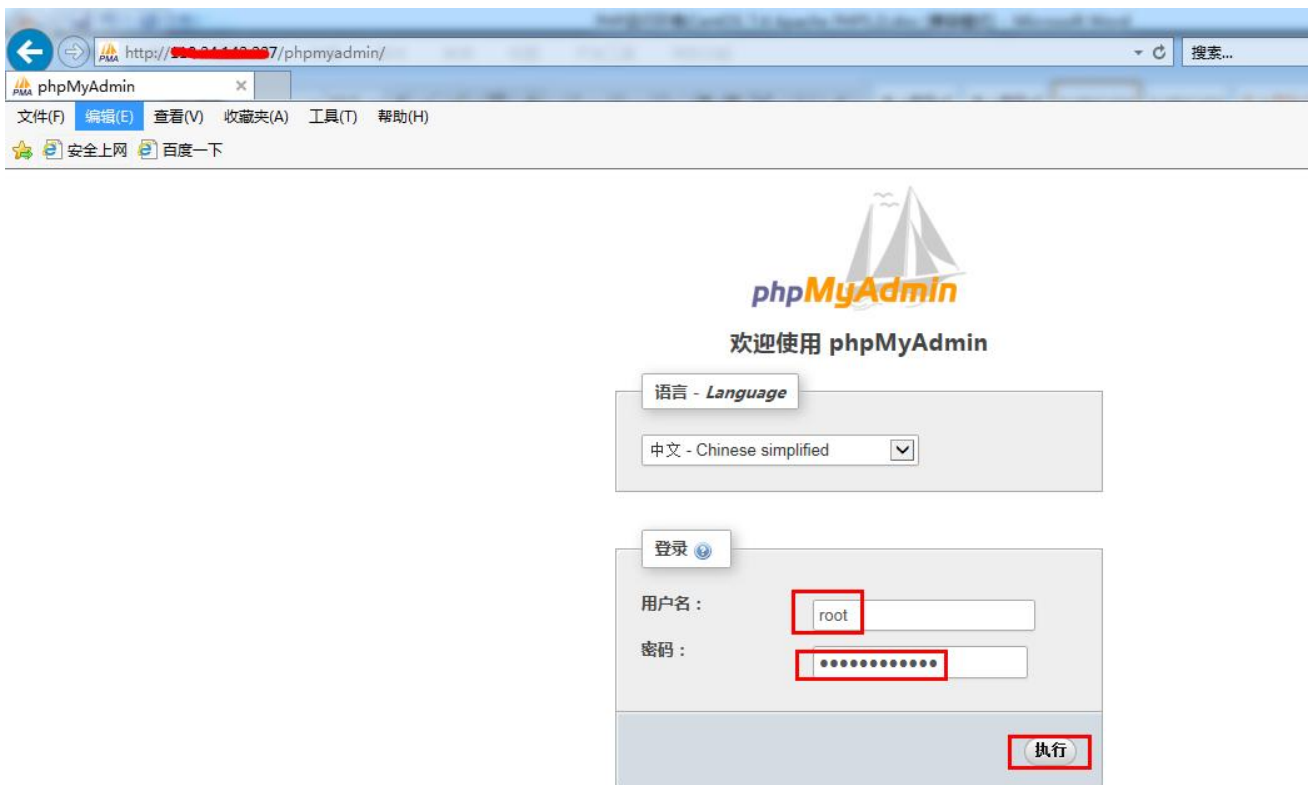 http://
7/phpmyadmin/
搜索...
phpMyAdmin
文件(F) 编辑(E) 查看(V) 收藏夹(A) 工具(T) 帮助(H)
安全上网 百度一下
phpMyAdmin
欢迎使用 phpMyAdmin
语言 - Language
中文 - Chinese simplified
登录
用户名：
root
密码：
••••••••••••
执行